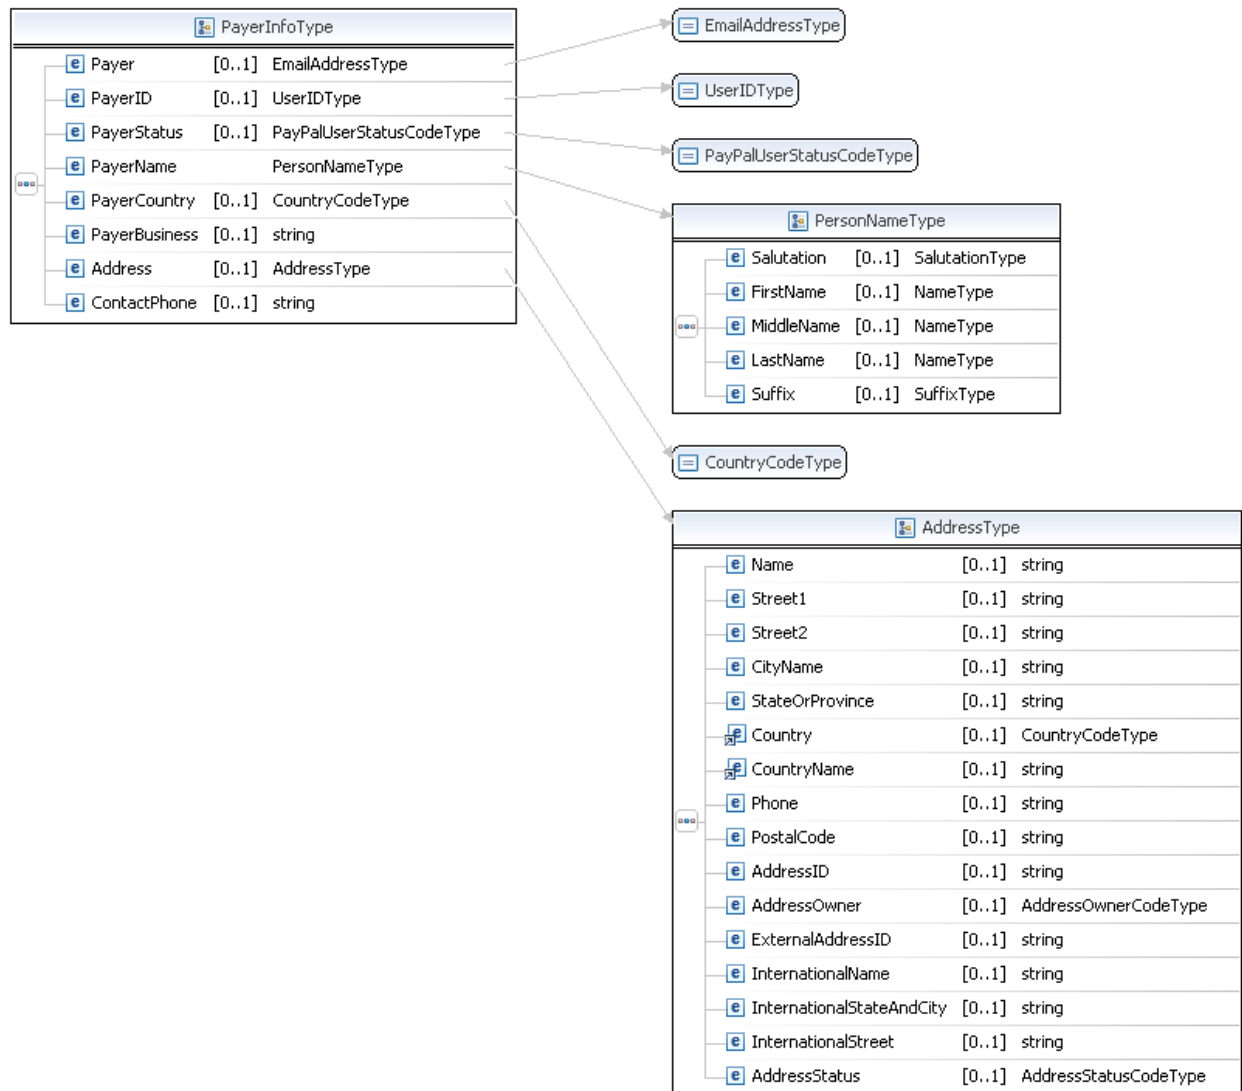 PayerInfoType
e Payer [0..1] EmailAddressType
e PayerID [0..1] UserIDType
e PayerStatus [0..1] PayPalUserStatusCodeType
e PayerName PersonNameType
e PayerCountry [0..1] CountryCodeType
e PayerBusiness [0..1] string
e Address [0..1] AddressType
e ContactPhone [0..1] string
EmailAddressType
UserIDType
PayPalUserStatusCodeType
PersonNameType
e Salutation [0..1] SalutationType
e FirstName [0..1] NameType
e MiddleName [0..1] NameType
e LastName [0..1] NameType
e Suffix [0..1] SuffixType
CountryCodeType
AddressType
e Name [0..1] string
e Street1 [0..1] string
e Street2 [0..1] string
e CityName [0..1] string
e StateOrProvince [0..1] string
e Country [0..1] CountryCodeType
e CountryName [0..1] string
e Phone [0..1] string
e PostalCode [0..1] string
e AddressID [0..1] string
e AddressOwner [0..1] AddressOwnerCodeType
e ExternalAddressID [0..1] string
e InternationalName [0..1] string
e InternationalStateAndCity [0..1] string
e InternationalStreet [0..1] string
e AddressStatus [0..1] AddressStatusCodeType